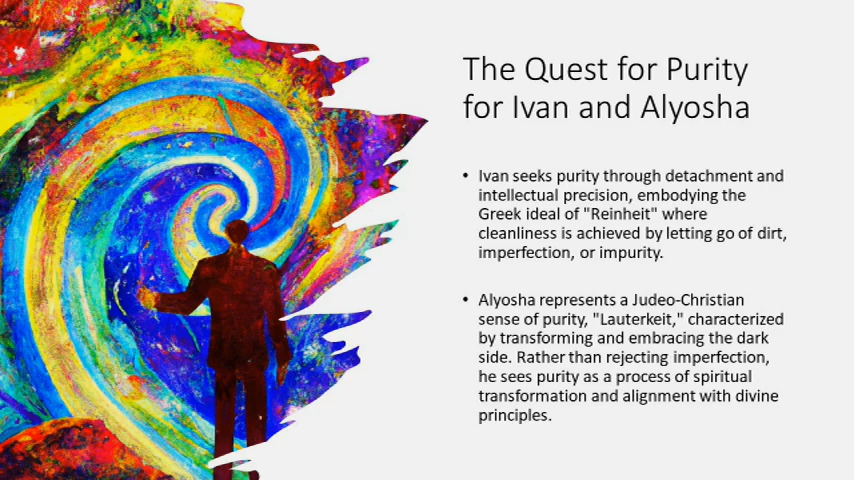 The Quest for Purity
for Ivan and Alyosha
• Ivan seeks purity through detachment and
intellectual precision, embodying the
Greek ideal of "Reinheit" where
cleanliness is achieved by letting go of dirt,
imperfection, or impurity.
• Alyosha represents a Judeo-Christian
sense of purity, "Lauterkeit," characterized
by transforming and embracing the dark
side. Rather than rejecting imperfection,
he sees purity as a process of spiritual
transformation and alignment with divine
principles.